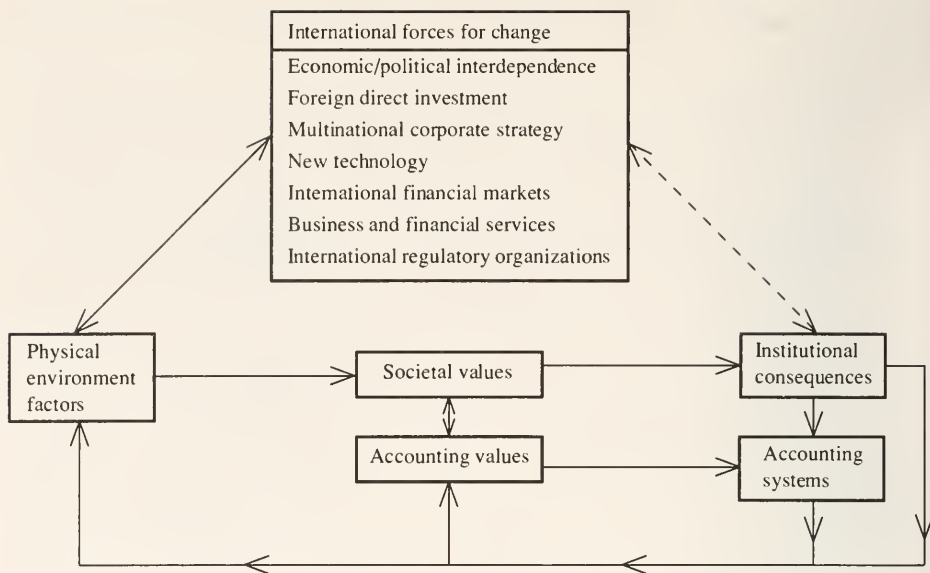 International forces for change
Economic/political interdependence
Foreign direct investment
Multinational corporate strategy
New technology
International financial markets
Business and financial services
International regulatory organizations
Physical
environment
factors
Societal values
Institutional
consequences
Accounting values
Accounting
systems